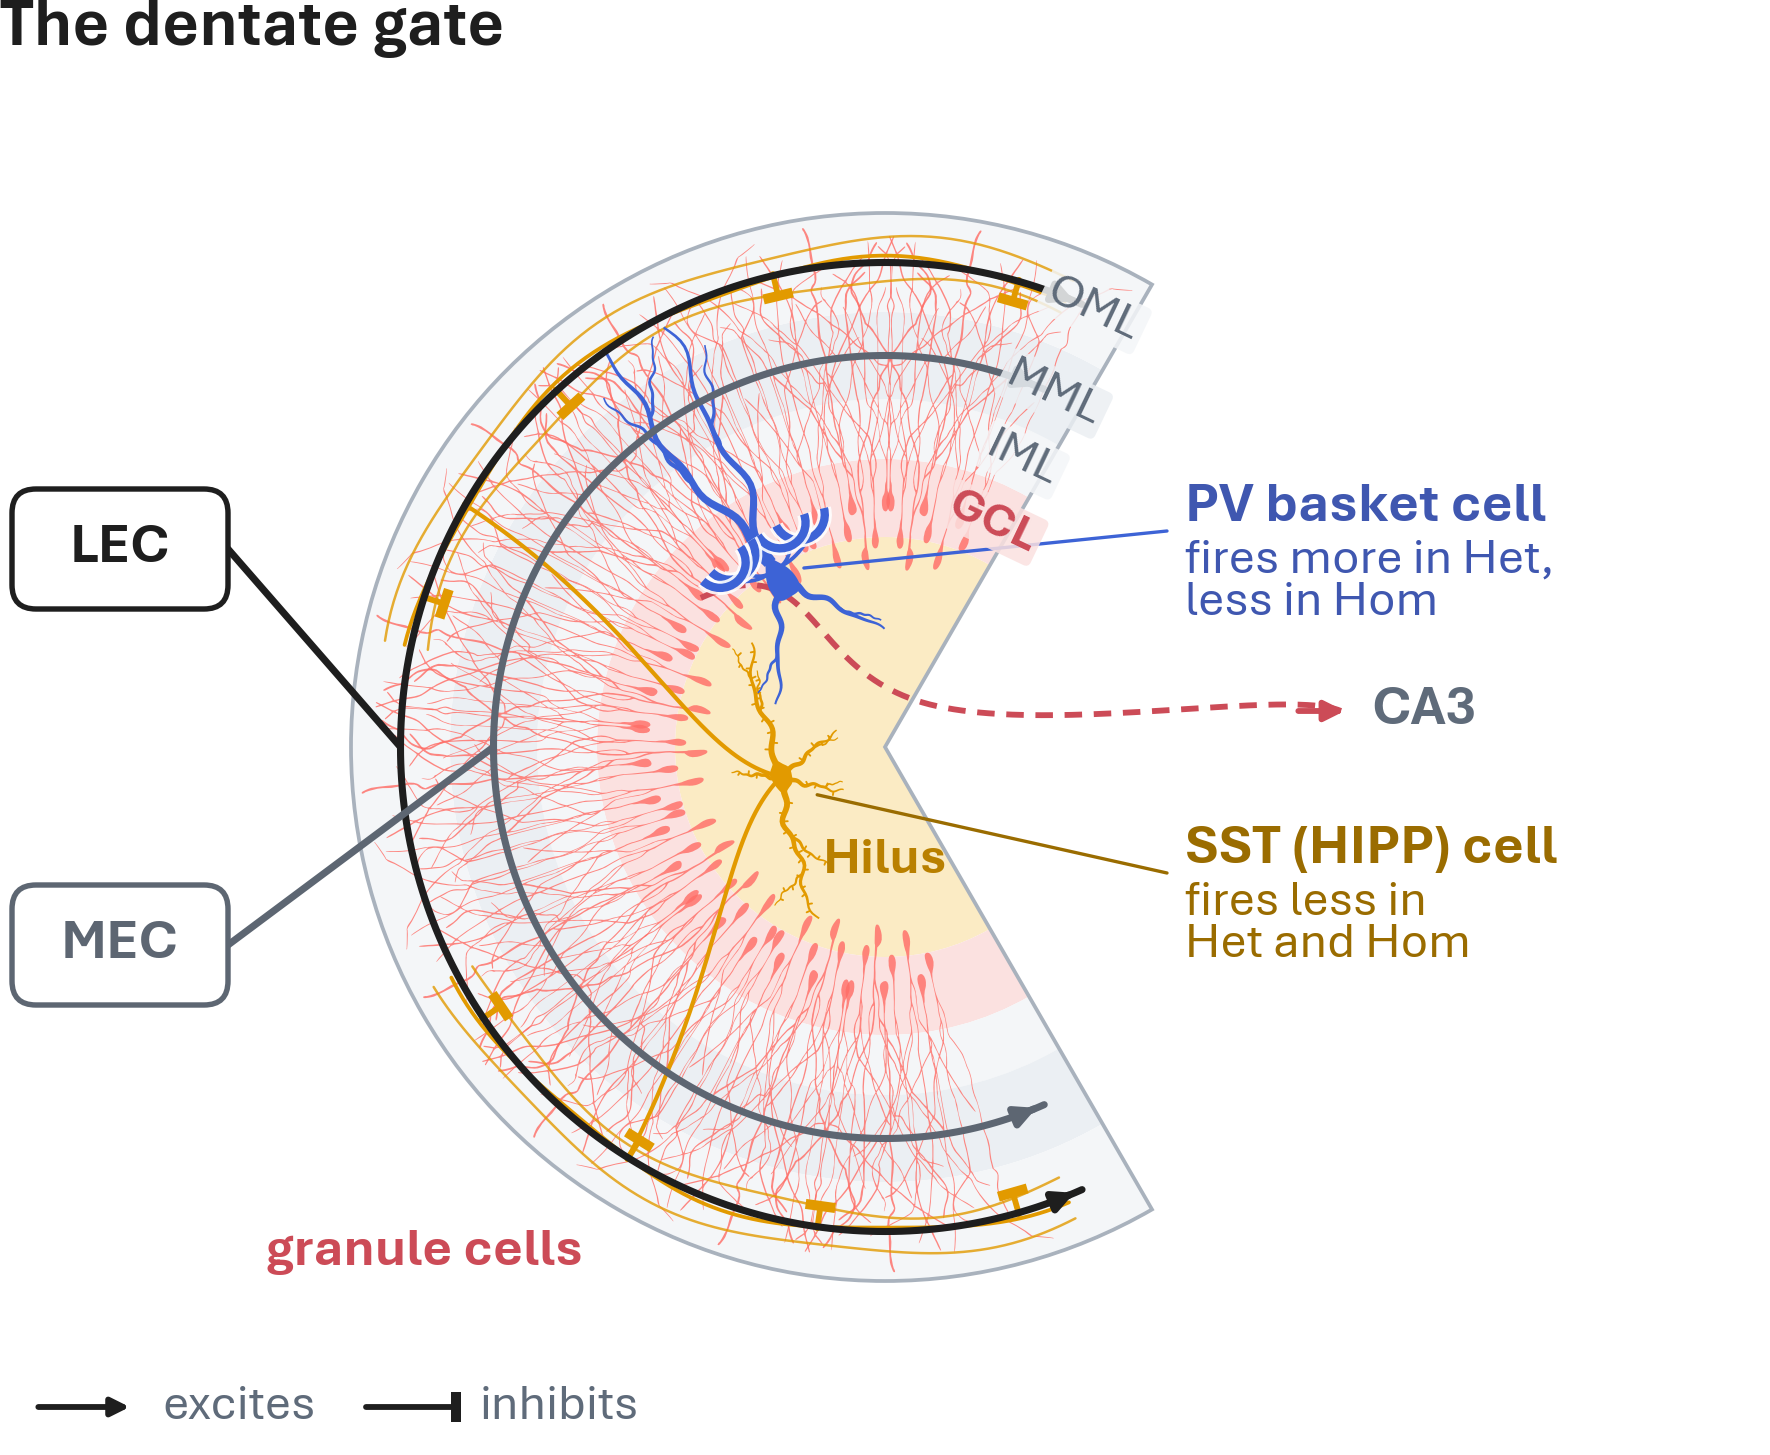 The dentate gate
OML
MML
IML
GCL
LEC
PV basket cell
fires more in Het,
less in Hom
CA3
MEC
Hilus
SST (HIPP) cell
fires less in
Het and Hom
granule cells
excites
inhibits